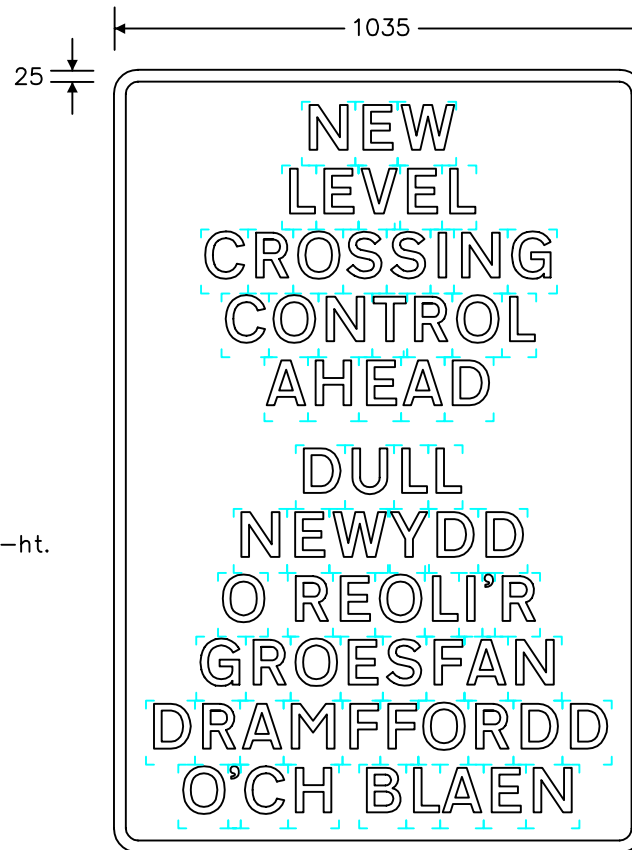 1035
25
NEW
LEVEL
CROSSING
CONTROL
AHEAD
DULL
NEWYDD
-ht.
O REOLI'R
GROESFAN
DRAMFFORDD
O'CH BLAEN